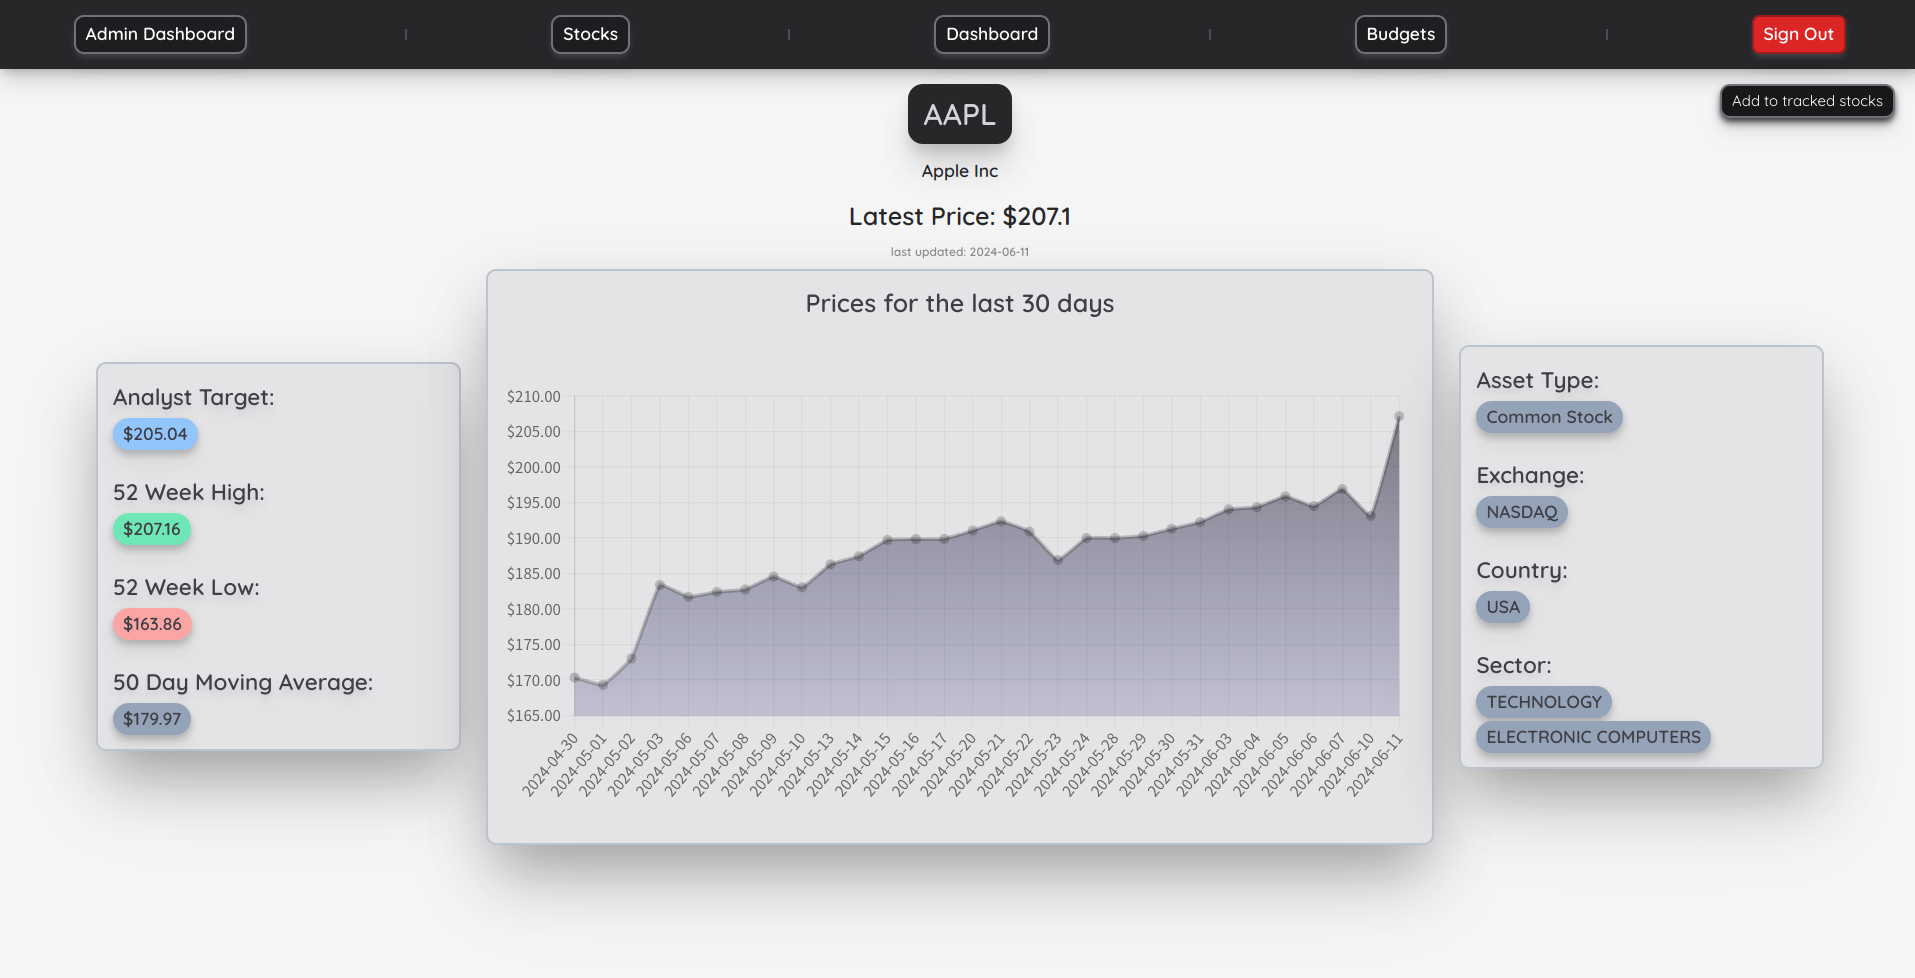 Admin Dashboard
Stocks
Dashboard
Budgets
Sign Out
AAPL
Add to tracked stocks
Apple Inc
Latest Price: $207.1
last updated: 2024-06-11
Analyst Target:
$205.04
52 Week High:
$207.16
52 Week Low:
$163.86
50 Day Moving Average:
$179.97
Prices for the last 30 days
$210.00
$205.00
$200.00
$195.00
$190.00
$185.00
$180.00
$175.00
$170.00
$165.00
2024-04-30
2024-05-01
2024-05-02
2024-05-03
2024-05-06
2024-05-07
2024-05-08
2024-05-09
2024-05-10
2024-05-13
2024-05-14
2024-05-15
2024-05-16
2024-05-17
2024-05-20
2024-05-21
2024-05-22
2024-05-23
2024-05-24
2024-05-28
2024-05-29
2024-05-30
2024-05-31
2024-06-03
2024-06-04
2024-06-05
2024-06-06
2024-06-07
2024-06-10
2024-06-11
Asset Type:
Common Stock
Exchange:
NASDAQ
Country:
USA
Sector:
TECHNOLOGY
ELECTRONIC COMPUTERS